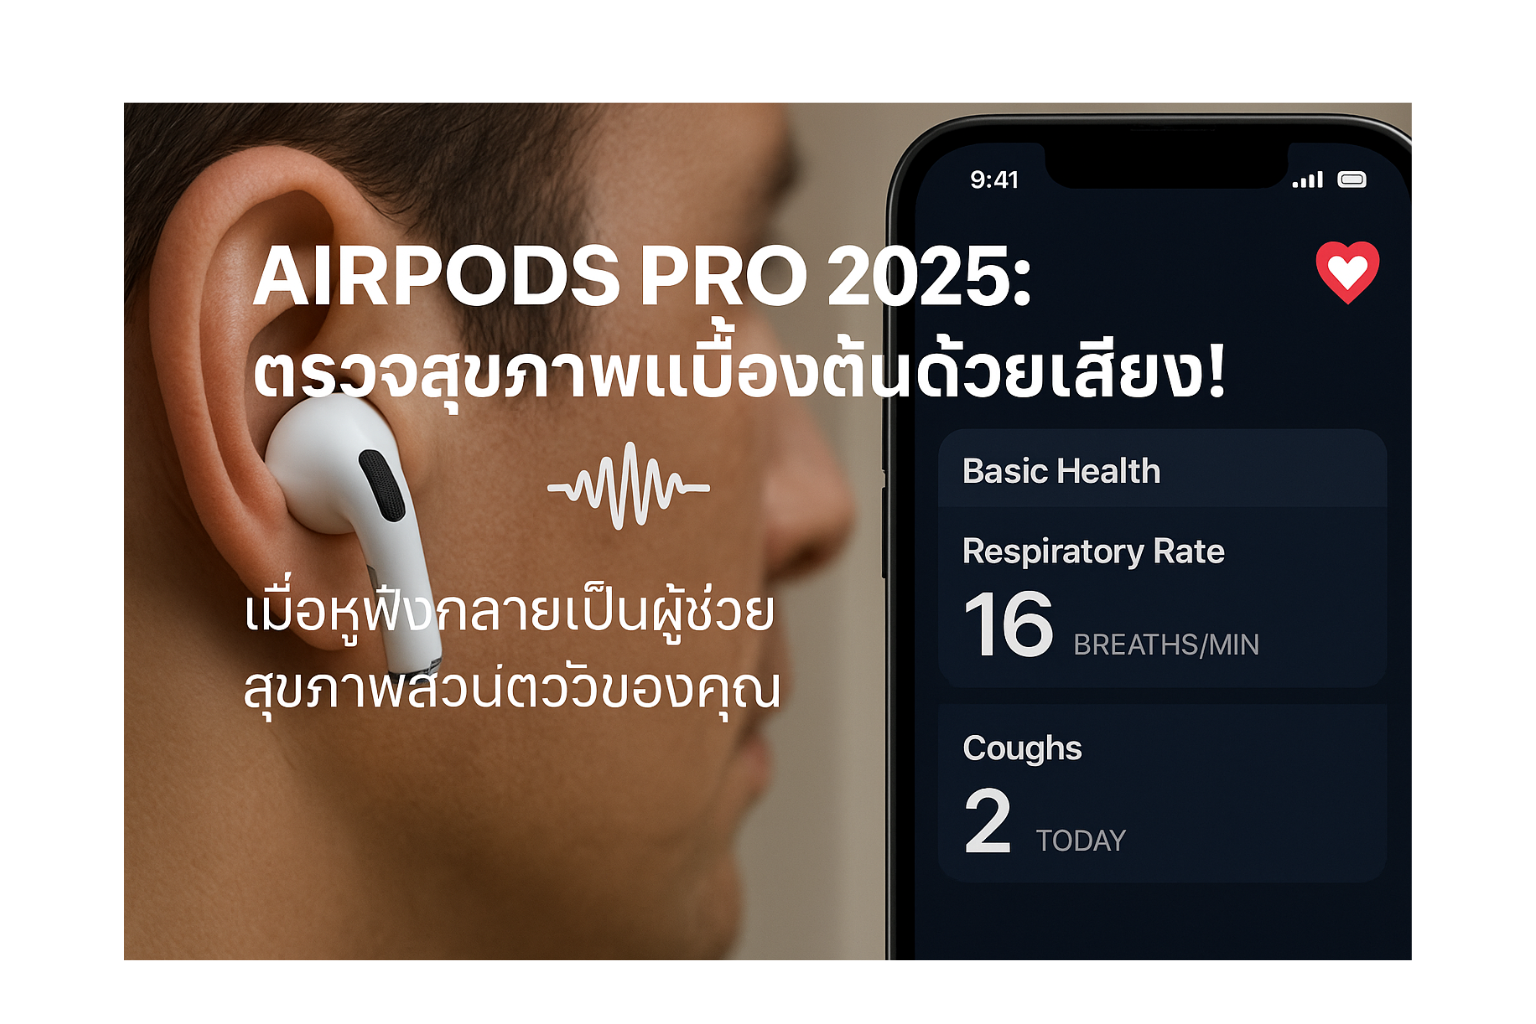 9:41
AIRPODS PRO 2025:
ตรวจสุขภาพแบื้องต้นด้วยเสียง!
เมื่อหูฟังกลายเป็นผู้ช่วย
สุขภาพส่วน่ตวัวของคุณ
Basic Health
Respiratory Rate
16 BREATHS/MIN
Coughs
2 TODAY